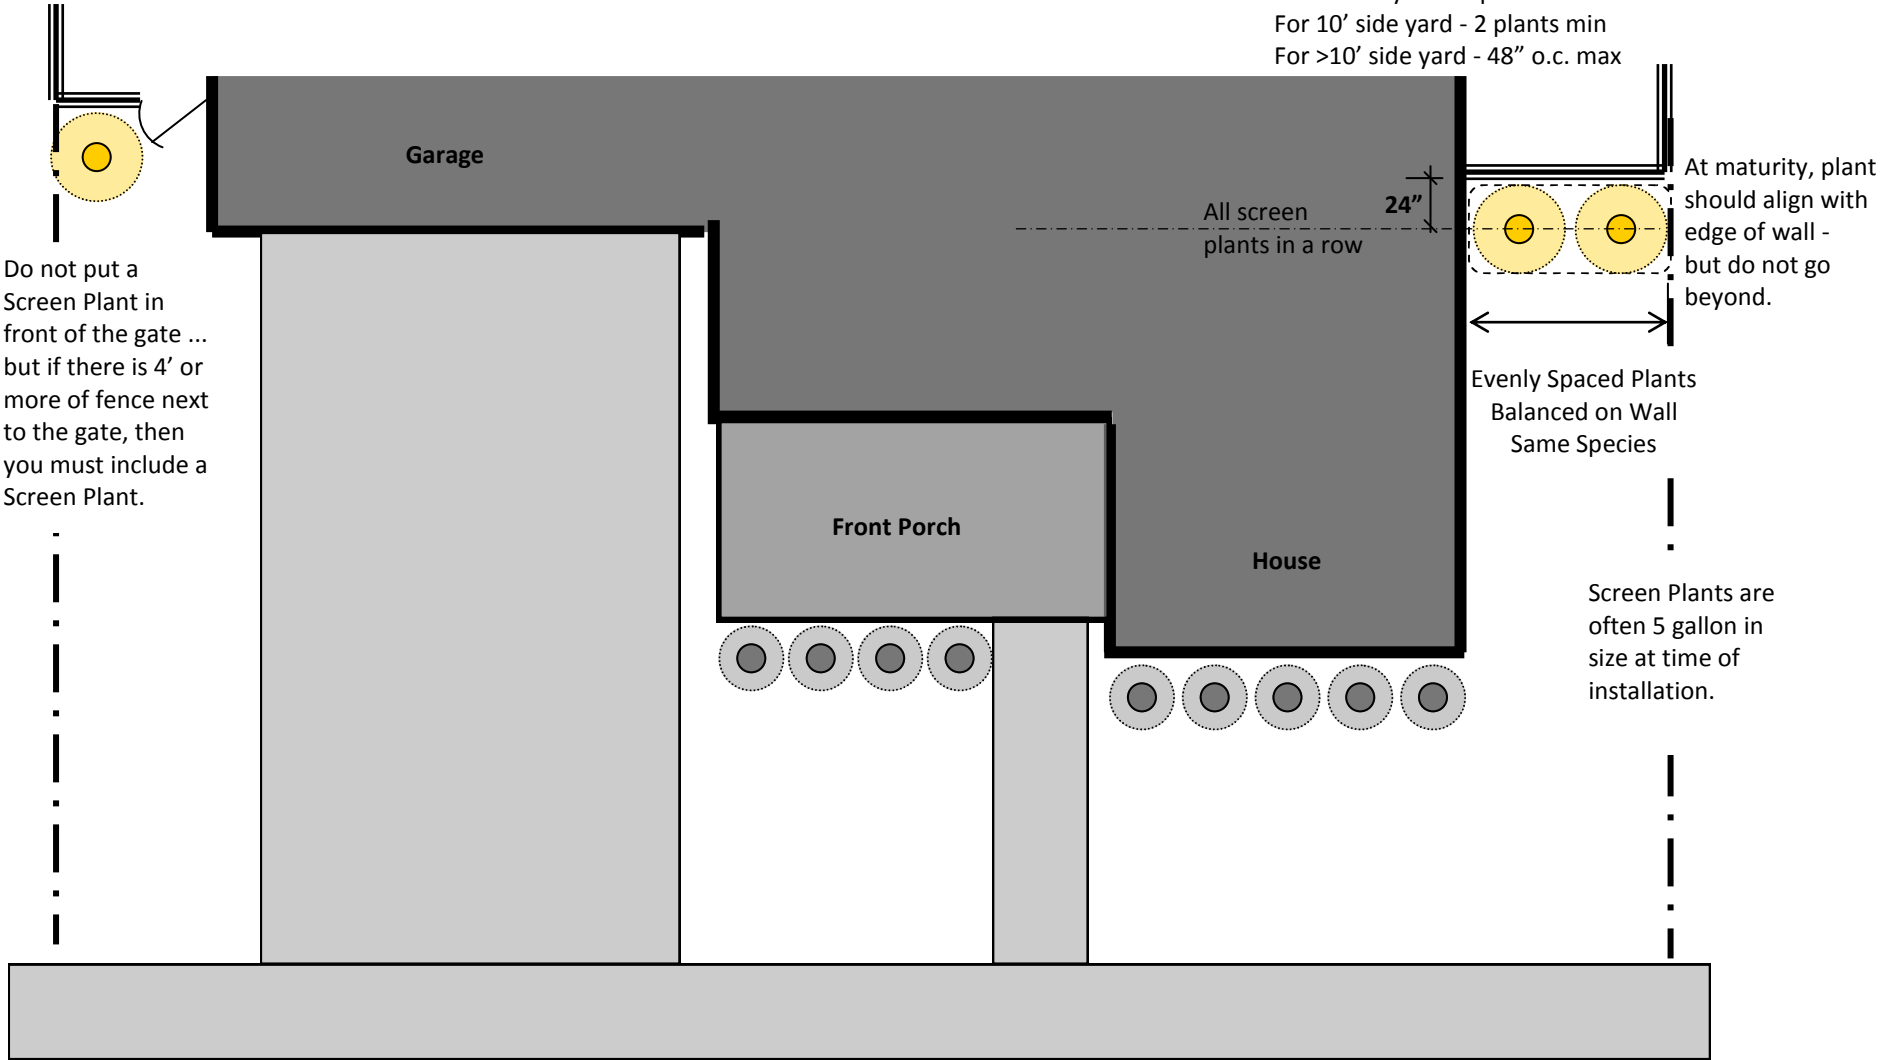 For 10’ side yard - 2 plants min
For >10’ side yard - 48” o.c. max
Garage
At maturity, plant
should align with
edge of wall -
but do not go
beyond.
24”
All screen
plants in a row
Do not put a
Screen Plant in
front of the gate ...
but if there is 4’ or
more of fence next
to the gate, then
you must include a
Screen Plant.
Evenly Spaced Plants
Balanced on Wall
Same Species
Front Porch
House
Screen Plants are
often 5 gallon in
size at time of
installation.